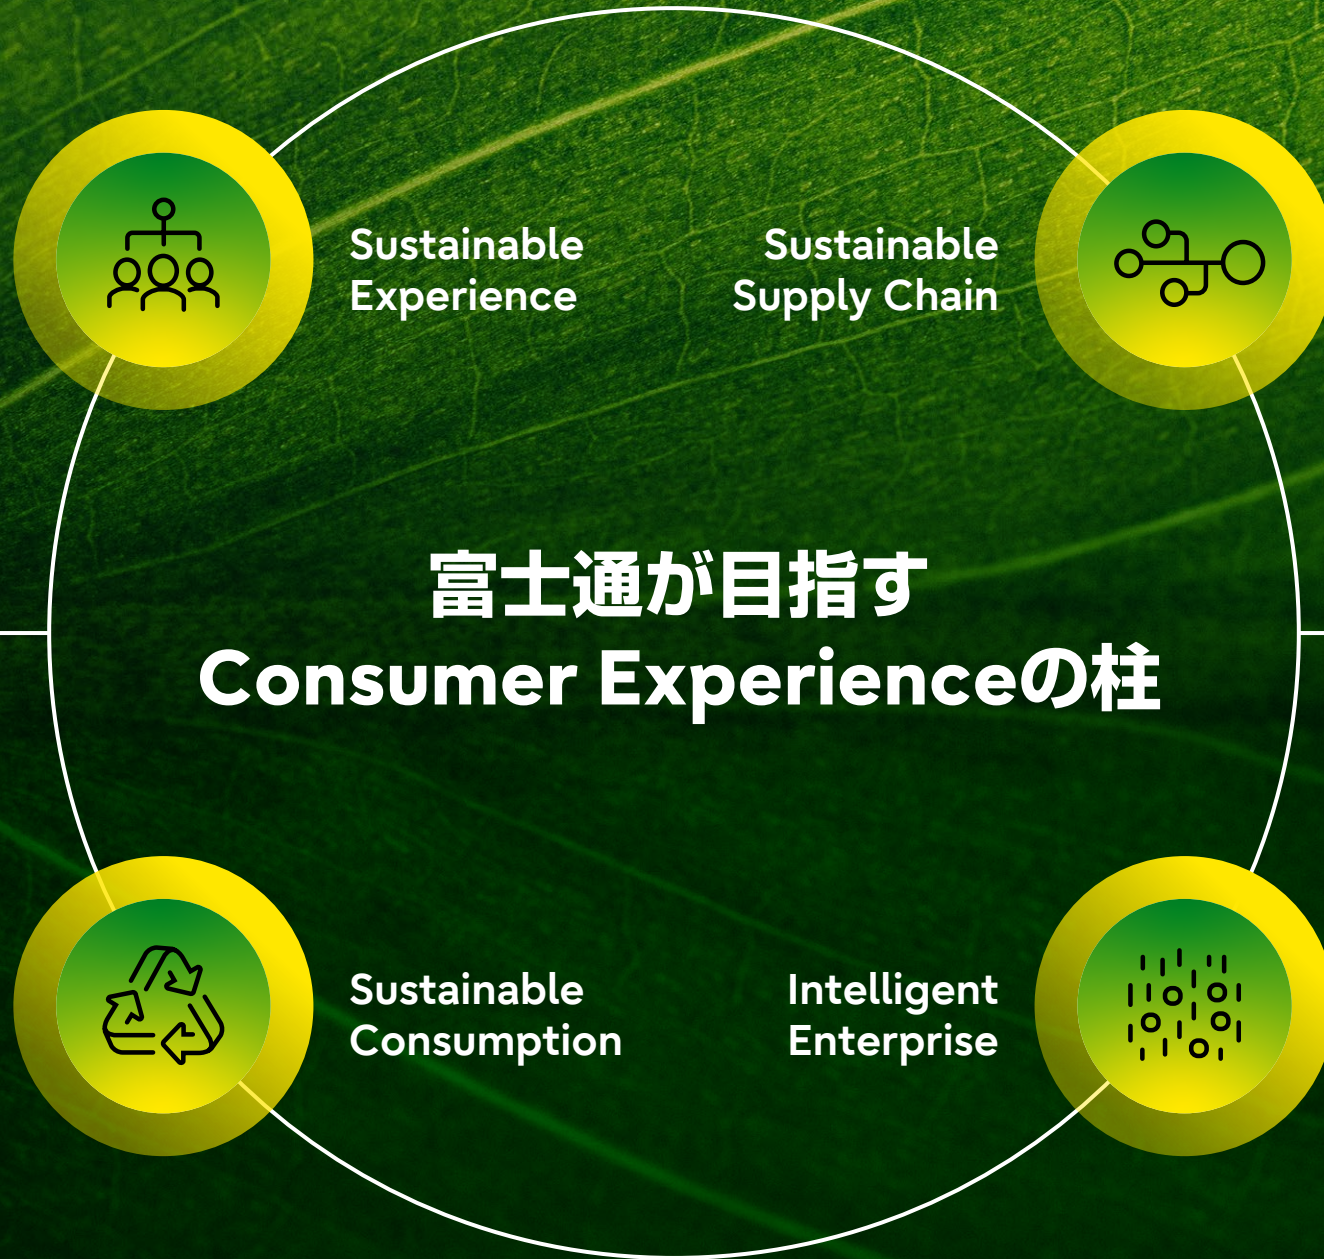 Sustainable
Experience
Sustainable
Supply Chain
富士通が目指す
Consumer Experienceの柱
Sustainable
Consumption
Intelligent
Enterprise